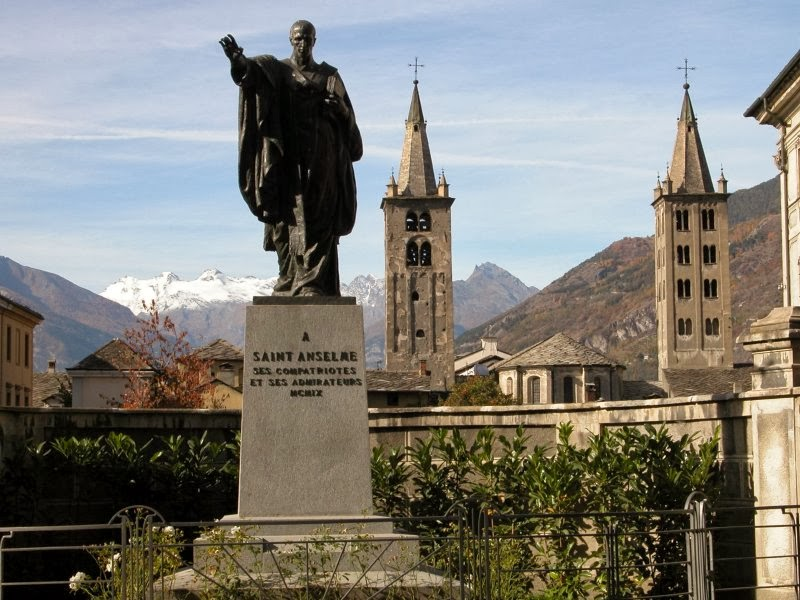 A
SAINT ANSELME
SES COMPATRIOTES
ET SES ADMIRATEURS
MCMIX